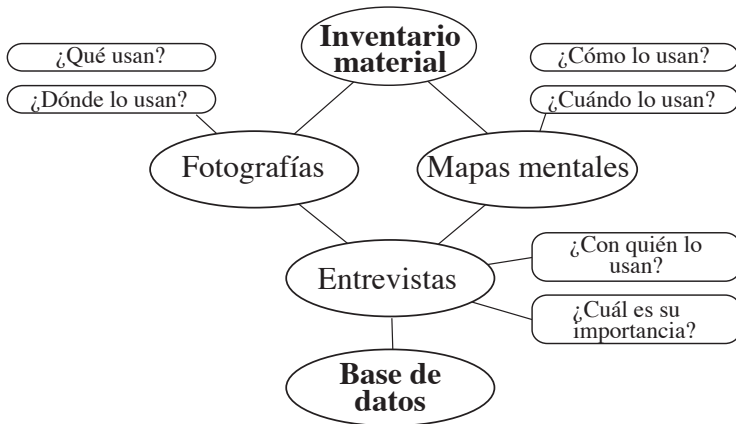 Inventario
material
¿Qué usan?
¿Cómo lo usan?
¿Dónde lo usan?
¿Cuándo lo usan?
Fotografías
Mapas mentales
¿Con quién lo
usan?
Entrevistas
¿Cuál es su
importancia?
Base de
datos